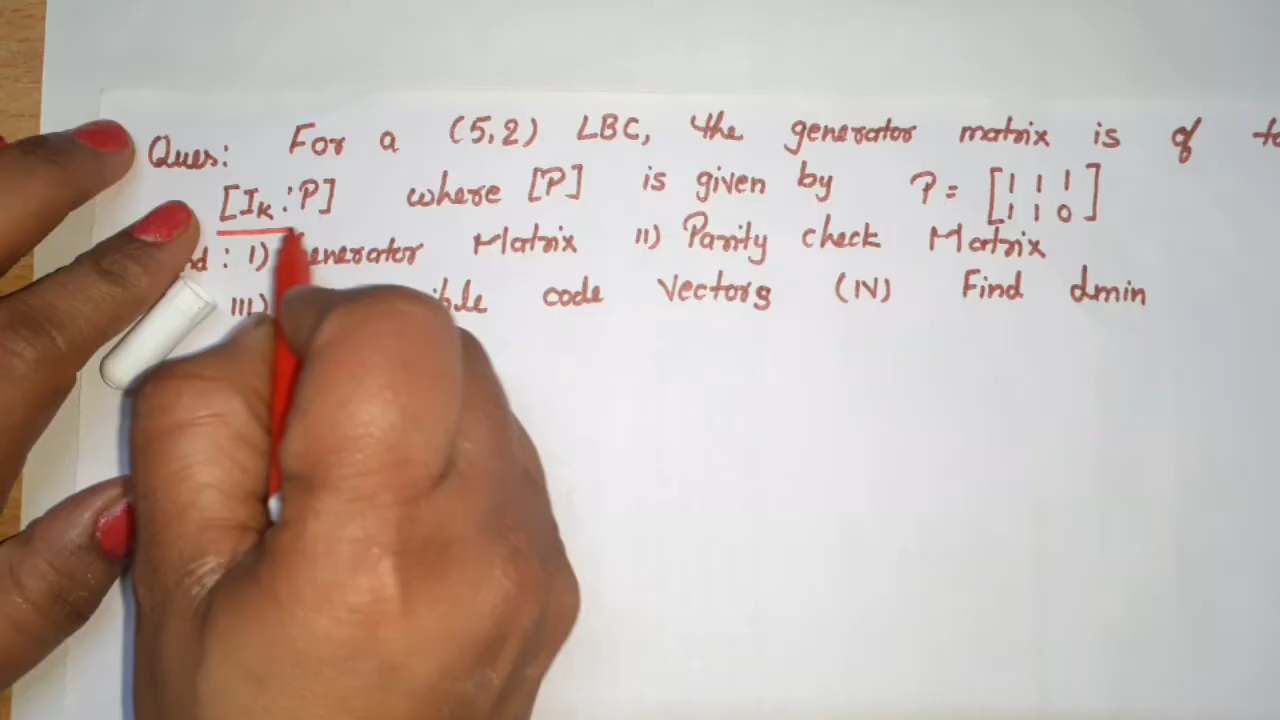 Ques: For a (5,2) LBC, the generator matrix is of
[Ik : P] where [P] is given by P = [1 1 1
1 1 0]
: i) Generator Matrix ii) Parity check Matrix
iii) code Vectors (iv) Find dmin